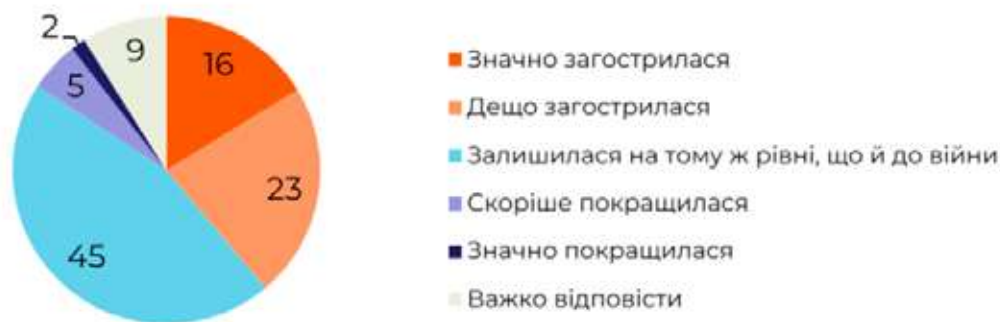 2
9
16
5
23
45
Значно загострилася
Дещо загострилася
Залишилася на тому ж рівні, що й до війни
Скоріше покращилася
Значно покращилася
Важко відповісти